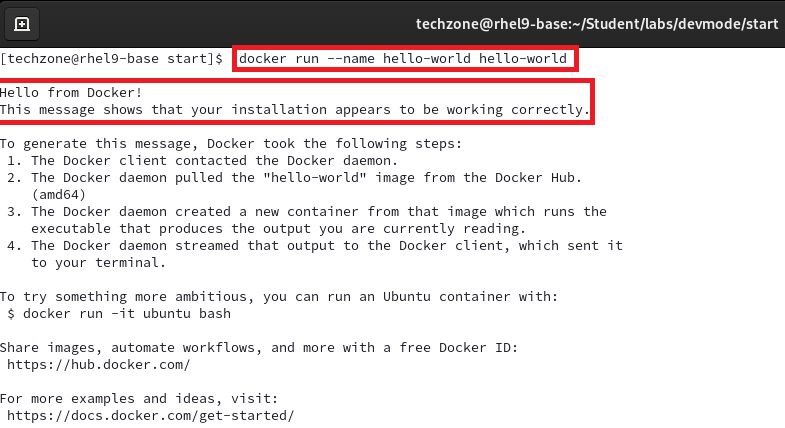 techzone@rhel9-base:~/Student/labs/devmode/start
[techzone@rhel9-base start]$ docker run --name hello-world hello-world
Hello from Docker!
This message shows that your installation appears to be working correctly.
To generate this message, Docker took the following steps:
1. The Docker client contacted the Docker daemon.
2. The Docker daemon pulled the "hello-world" image from the Docker Hub.
(amd64)
3. The Docker daemon created a new container from that image which runs the
executable that produces the output you are currently reading.
4. The Docker daemon streamed that output to the Docker client, which sent it
to your terminal.
To try something more ambitious, you can run an Ubuntu container with:
$ docker run -it ubuntu bash
Share images, automate workflows, and more with a free Docker ID:
https://hub.docker.com/
For more examples and ideas, visit:
https://docs.docker.com/get-started/